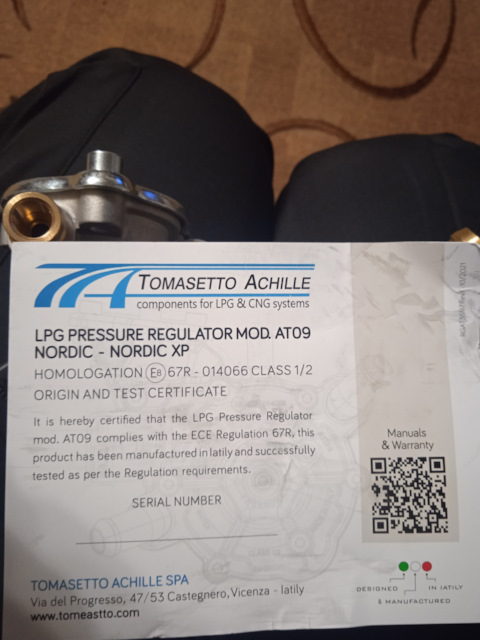 TOMASETTO ACHILLE
components for LPG & CNG systems
LPG PRESSURE REGULATOR MOD. AT09
NORDIC - NORDIC XP
HOMOLOGATION E8 67R - 014066 CLASS 1/2
ORIGIN AND TEST CERTIFICATE
It is hereby certified that the LPG Pressure Regulator
mod. AT09 complies with the ECE Regulation 67R, this
product has been manufactured in iatily and successfully
tested as per the Regulation requirements.
SERIAL NUMBER
Manuals
& Warranty
TOMASETTO ACHILLE SPA
Via del Progresso, 47/53 Castegnero, Vicenza - Iatily
www.tomeastto.com
DESIGNED IN IATILY
& MANUFACTURED